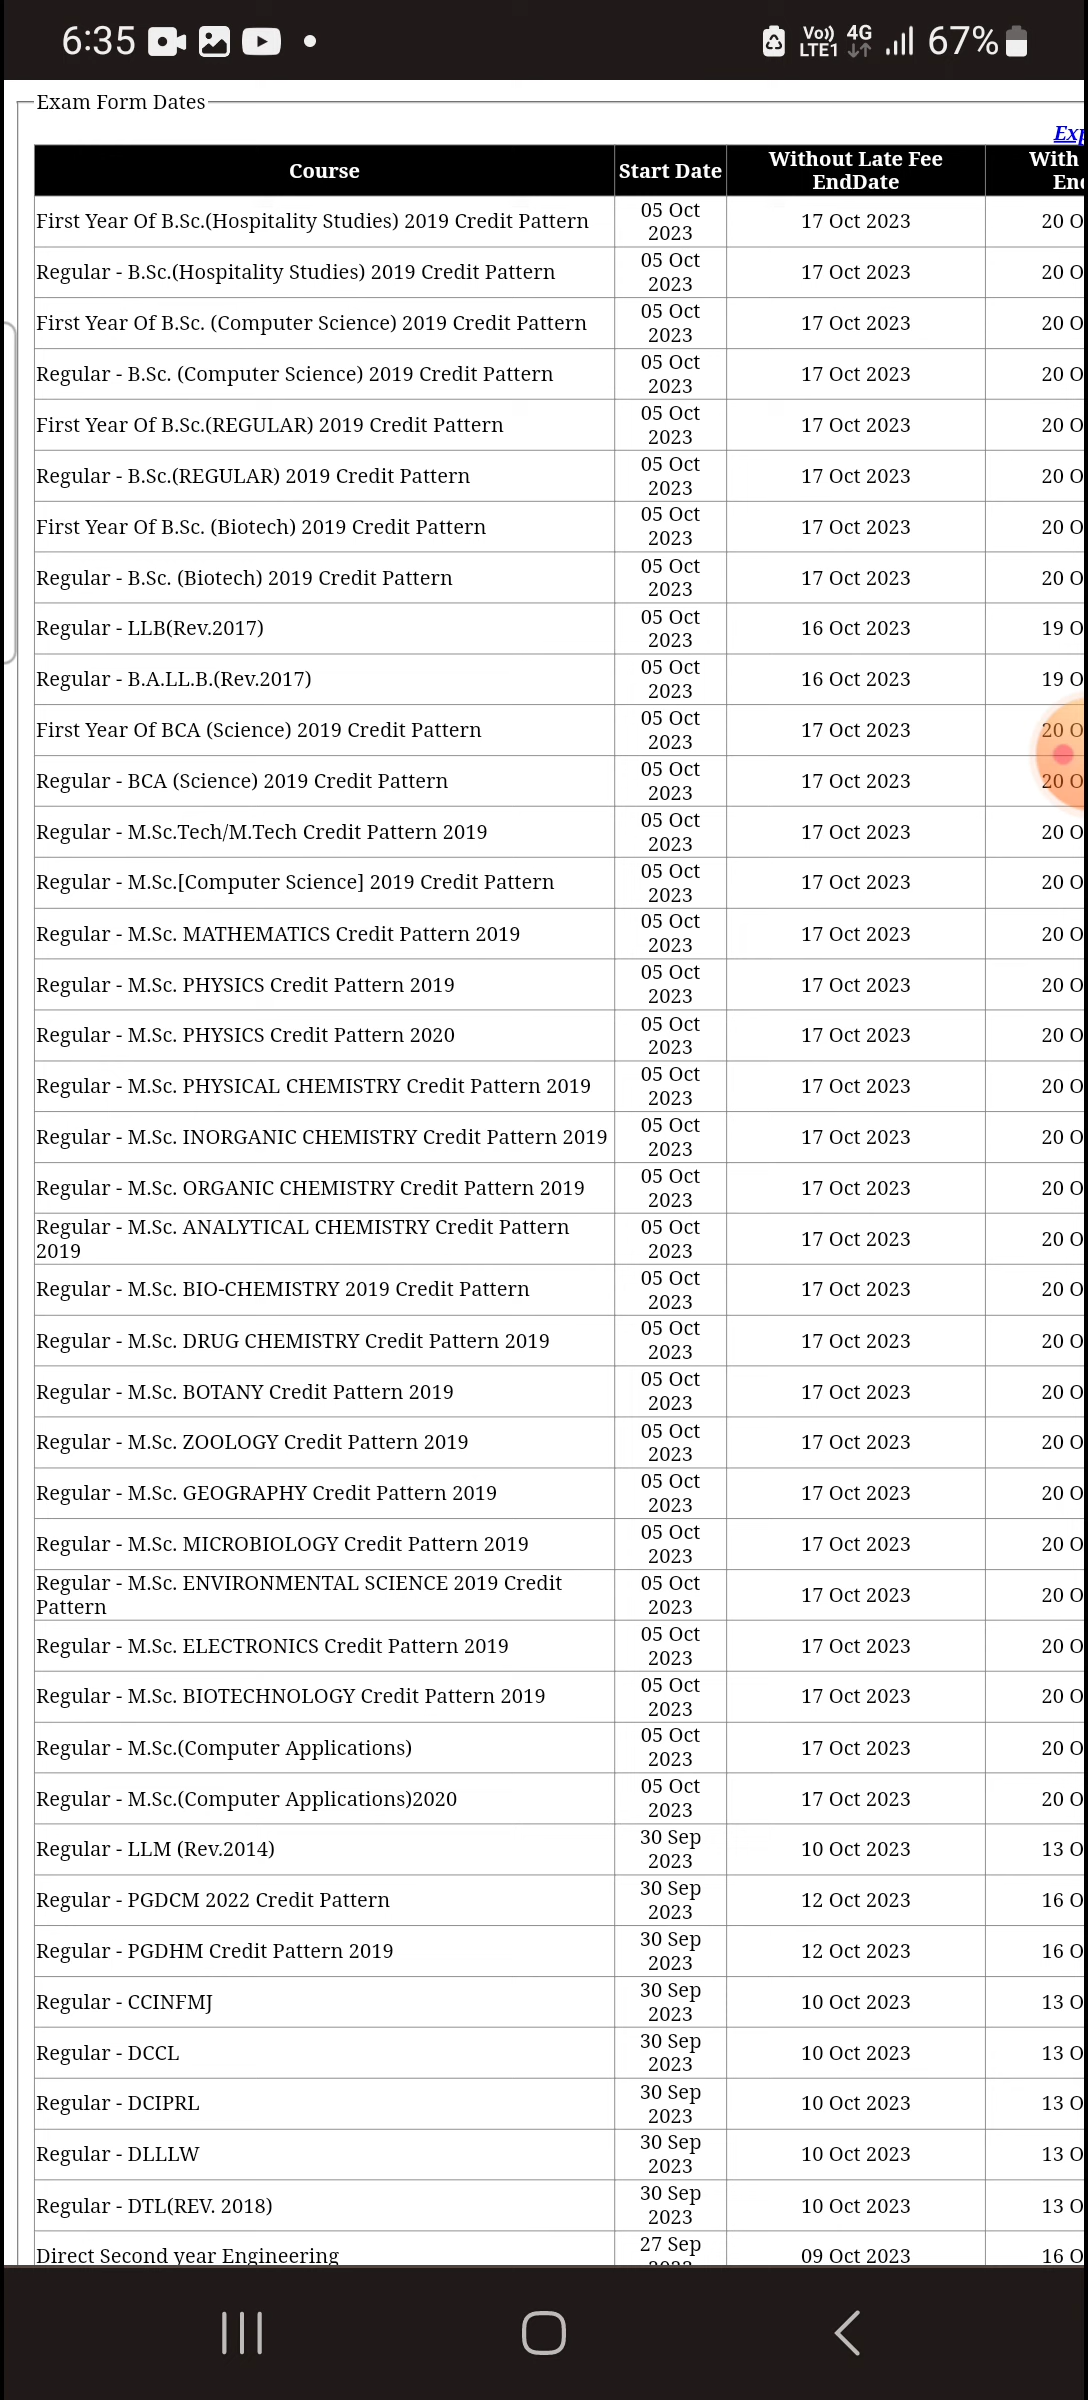 6:35 Vo)) LTE1 4G 67%
Exam Form Dates
Course Start Date Without Late Fee EndDate With
First Year Of B.Sc.(Hospitality Studies) 2019 Credit Pattern 05 Oct 2023 17 Oct 2023 20
Regular - B.Sc.(Hospitality Studies) 2019 Credit Pattern 05 Oct 2023 17 Oct 2023 20
First Year Of B.Sc. (Computer Science) 2019 Credit Pattern 05 Oct 2023 17 Oct 2023 20
Regular - B.Sc. (Computer Science) 2019 Credit Pattern 05 Oct 2023 17 Oct 2023 20
First Year Of B.Sc.(REGULAR) 2019 Credit Pattern 05 Oct 2023 17 Oct 2023 20
Regular - B.Sc.(REGULAR) 2019 Credit Pattern 05 Oct 2023 17 Oct 2023 20
First Year Of B.Sc. (Biotech) 2019 Credit Pattern 05 Oct 2023 17 Oct 2023 20
Regular - B.Sc. (Biotech) 2019 Credit Pattern 05 Oct 2023 17 Oct 2023 20
Regular - LLB(Rev.2017) 05 Oct 2023 16 Oct 2023 19
Regular - B.A.LL.B.(Rev.2017) 05 Oct 2023 16 Oct 2023 19
First Year Of BCA (Science) 2019 Credit Pattern 05 Oct 2023 17 Oct 2023 20
Regular - BCA (Science) 2019 Credit Pattern 05 Oct 2023 17 Oct 2023 20
Regular - M.Sc.Tech/M.Tech Credit Pattern 2019 05 Oct 2023 17 Oct 2023 20
Regular - M.Sc.[Computer Science] 2019 Credit Pattern 05 Oct 2023 17 Oct 2023 20
Regular - M.Sc. MATHEMATICS Credit Pattern 2019 05 Oct 2023 17 Oct 2023 20
Regular - M.Sc. PHYSICS Credit Pattern 2019 05 Oct 2023 17 Oct 2023 20
Regular - M.Sc. PHYSICS Credit Pattern 2020 05 Oct 2023 17 Oct 2023 20
Regular - M.Sc. PHYSICAL CHEMISTRY Credit Pattern 2019 05 Oct 2023 17 Oct 2023 20
Regular - M.Sc. INORGANIC CHEMISTRY Credit Pattern 2019 05 Oct 2023 17 Oct 2023 20
Regular - M.Sc. ORGANIC CHEMISTRY Credit Pattern 2019 05 Oct 2023 17 Oct 2023 20
Regular - M.Sc. ANALYTICAL CHEMISTRY Credit Pattern 2019 05 Oct 2023 17 Oct 2023 20
Regular - M.Sc. BIO-CHEMISTRY 2019 Credit Pattern 05 Oct 2023 17 Oct 2023 20
Regular - M.Sc. DRUG CHEMISTRY Credit Pattern 2019 05 Oct 2023 17 Oct 2023 20
Regular - M.Sc. BOTANY Credit Pattern 2019 05 Oct 2023 17 Oct 2023 20
Regular - M.Sc. ZOOLOGY Credit Pattern 2019 05 Oct 2023 17 Oct 2023 20
Regular - M.Sc. GEOGRAPHY Credit Pattern 2019 05 Oct 2023 17 Oct 2023 20
Regular - M.Sc. MICROBIOLOGY Credit Pattern 2019 05 Oct 2023 17 Oct 2023 20
Regular - M.Sc. ENVIRONMENTAL SCIENCE 2019 Credit Pattern 05 Oct 2023 17 Oct 2023 20
Regular - M.Sc. ELECTRONICS Credit Pattern 2019 05 Oct 2023 17 Oct 2023 20
Regular - M.Sc. BIOTECHNOLOGY Credit Pattern 2019 05 Oct 2023 17 Oct 2023 20
Regular - M.Sc.(Computer Applications) 05 Oct 2023 17 Oct 2023 20
Regular - M.Sc.(Computer Applications)2020 05 Oct 2023 17 Oct 2023 20
Regular - LLM (Rev.2014) 30 Sep 2023 10 Oct 2023 13
Regular - PGDCM 2022 Credit Pattern 30 Sep 2023 12 Oct 2023 16
Regular - PGDHM Credit Pattern 2019 30 Sep 2023 12 Oct 2023 16
Regular - CCINFMJ 30 Sep 2023 10 Oct 2023 13
Regular - DCCL 30 Sep 2023 10 Oct 2023 13
Regular - DCIPRL 30 Sep 2023 10 Oct 2023 13
Regular - DLLLW 30 Sep 2023 10 Oct 2023 13
Regular - DTL(REV. 2018) 30 Sep 2023 10 Oct 2023 13
Direct Second year Engineering 27 Sep 09 Oct 2023 16